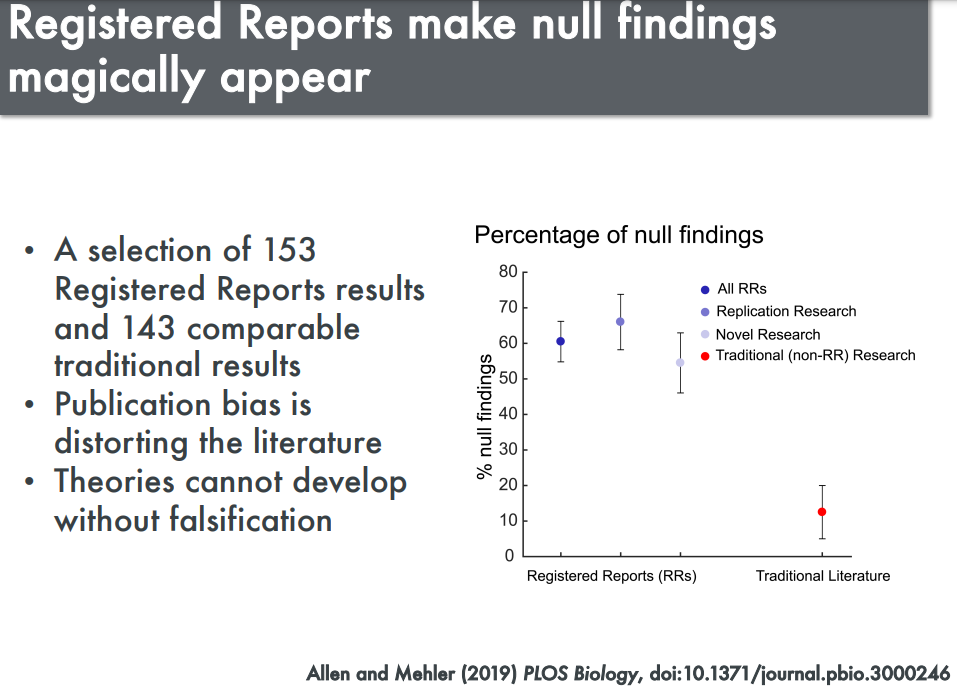 Registered Reports make null findings
magically appear
• A selection of 153
Registered Reports results
and 143 comparable
traditional results
• Publication bias is
distorting the literature
• Theories cannot develop
without falsification
Percentage of null findings
% null findings
80
70
60
50
40
30
20
10
0
All RRs
Replication Research
Novel Research
Traditional (non-RR) Research
Registered Reports (RRs)
Traditional Literature
Allen and Mehler (2019) PLOS Biology, doi:10.1371/journal.pbio.3000246